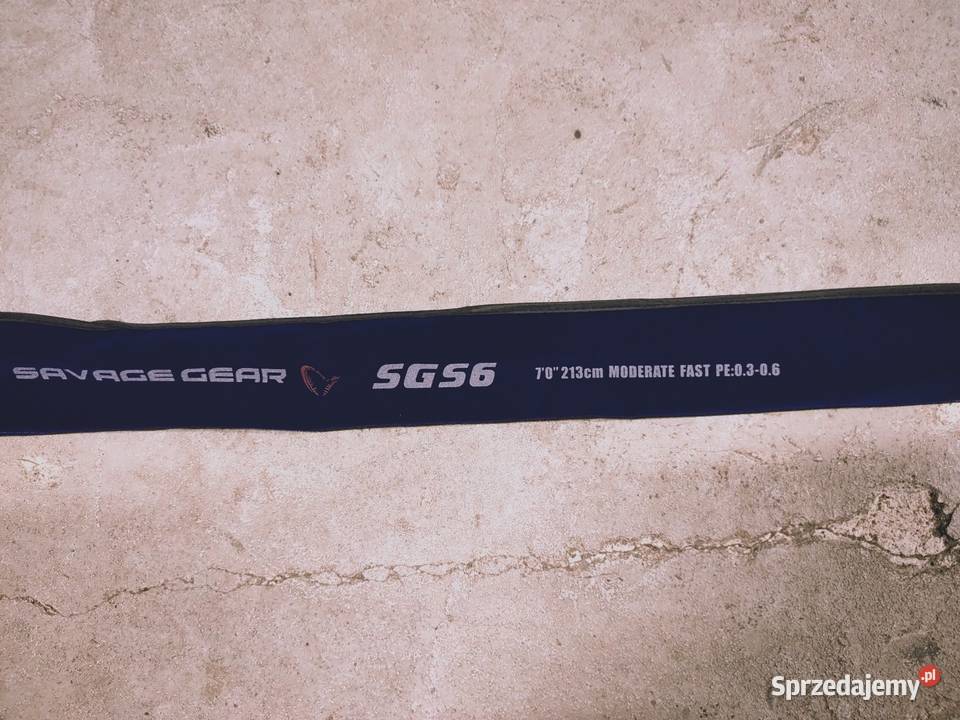 SAVAGE GEAR SGS6 7'0" 213cm MODERATE FAST PE:0.3-0.6
Sprzedajemy.pl